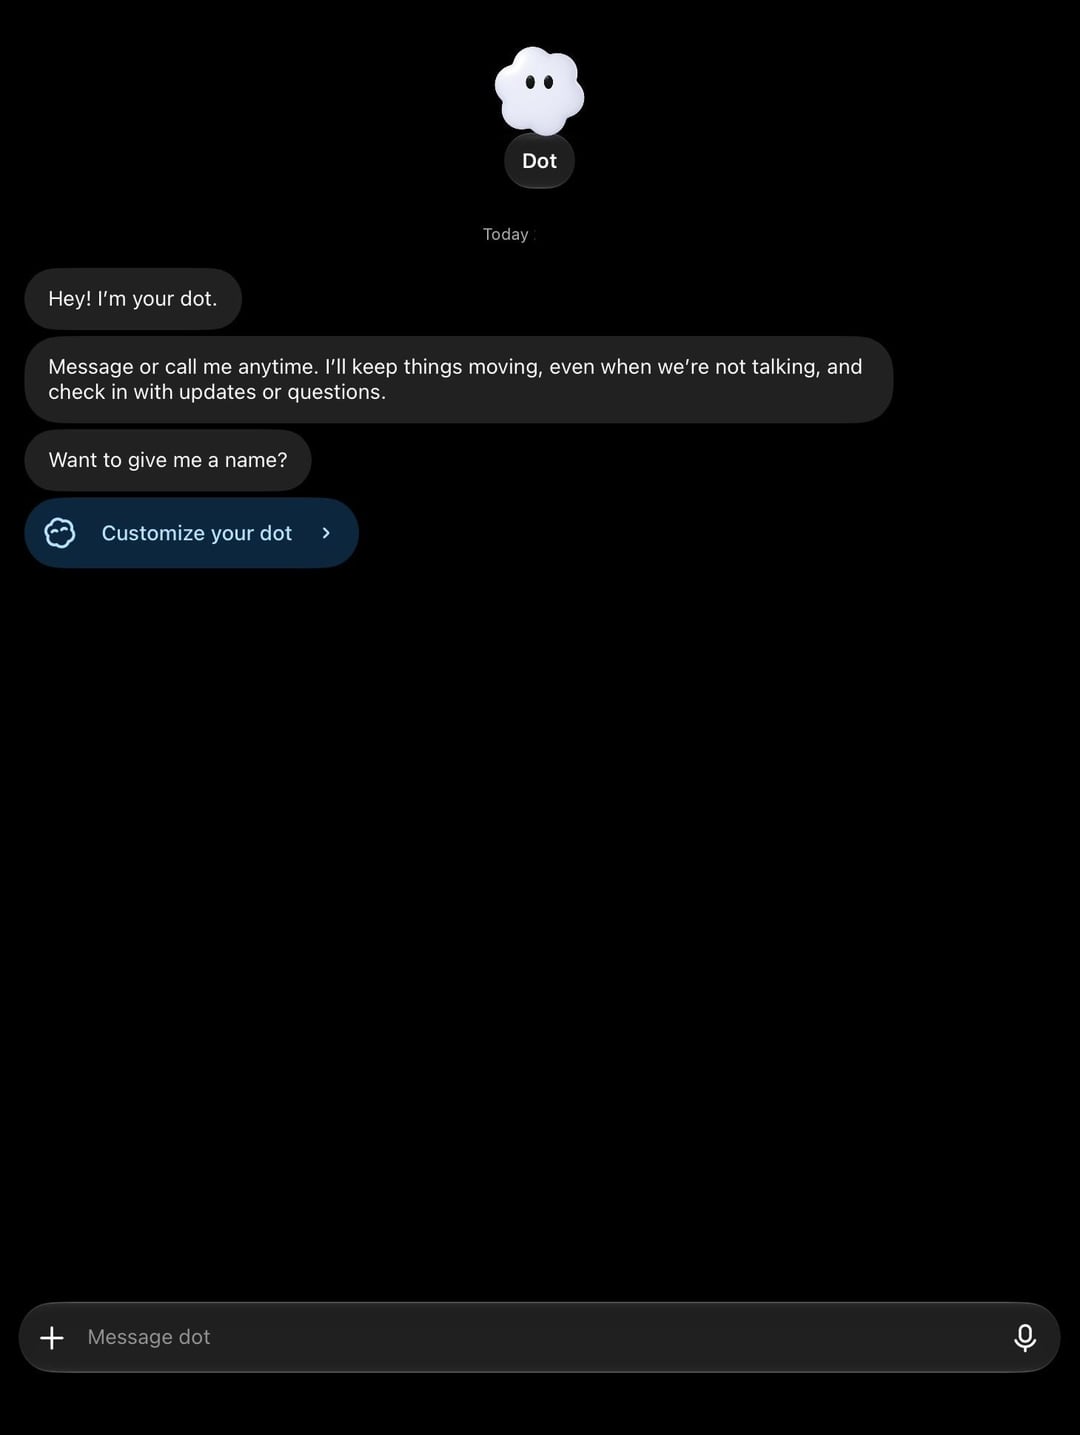 Dot
Today
Hey! I’m your dot.
Message or call me anytime. I’ll keep things moving, even when we’re not talking, and
check in with updates or questions.
Want to give me a name?
Customize your dot
Message dot